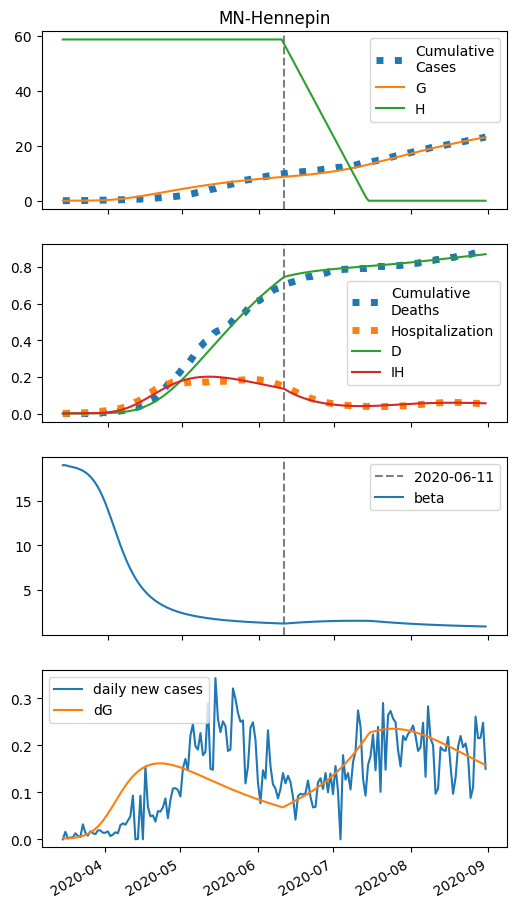 MN-Hennepin
60
40
20
0
Cumulative
Cases
G
H
0.8
0.6
0.4
0.2
0.0
Cumulative
Deaths
Hospitalization
D
IH
15
10
5
2020-06-11
beta
0.3
0.2
0.1
0.0
daily new cases
dG
2020-04
2020-05
2020-06
2020-07
2020-08
2020-09